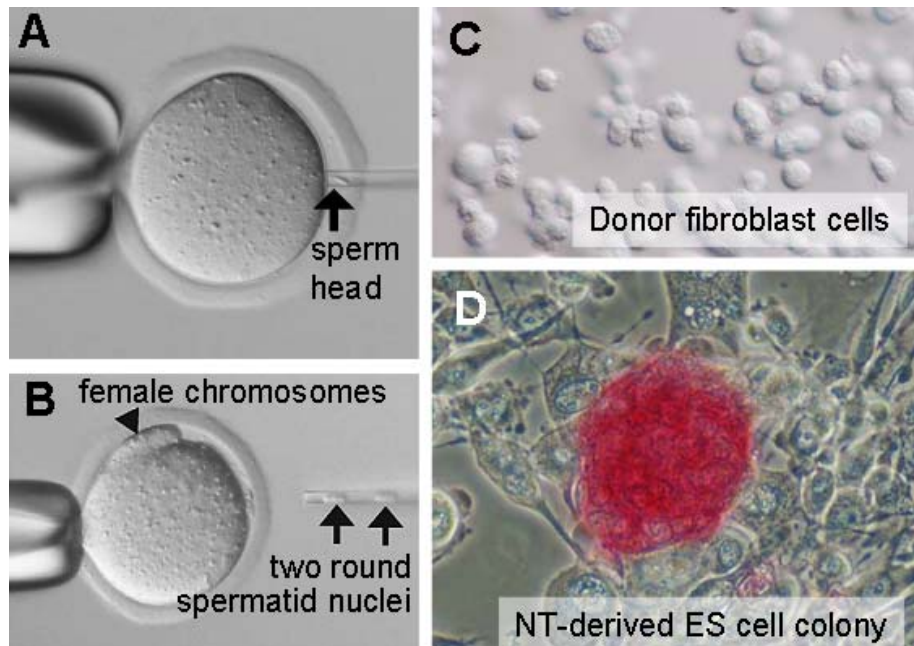 A
sperm
head
B
female chromosomes
two round
spermatid nuclei
C
Donor fibroblast cells
D
NT-derived ES cell colony